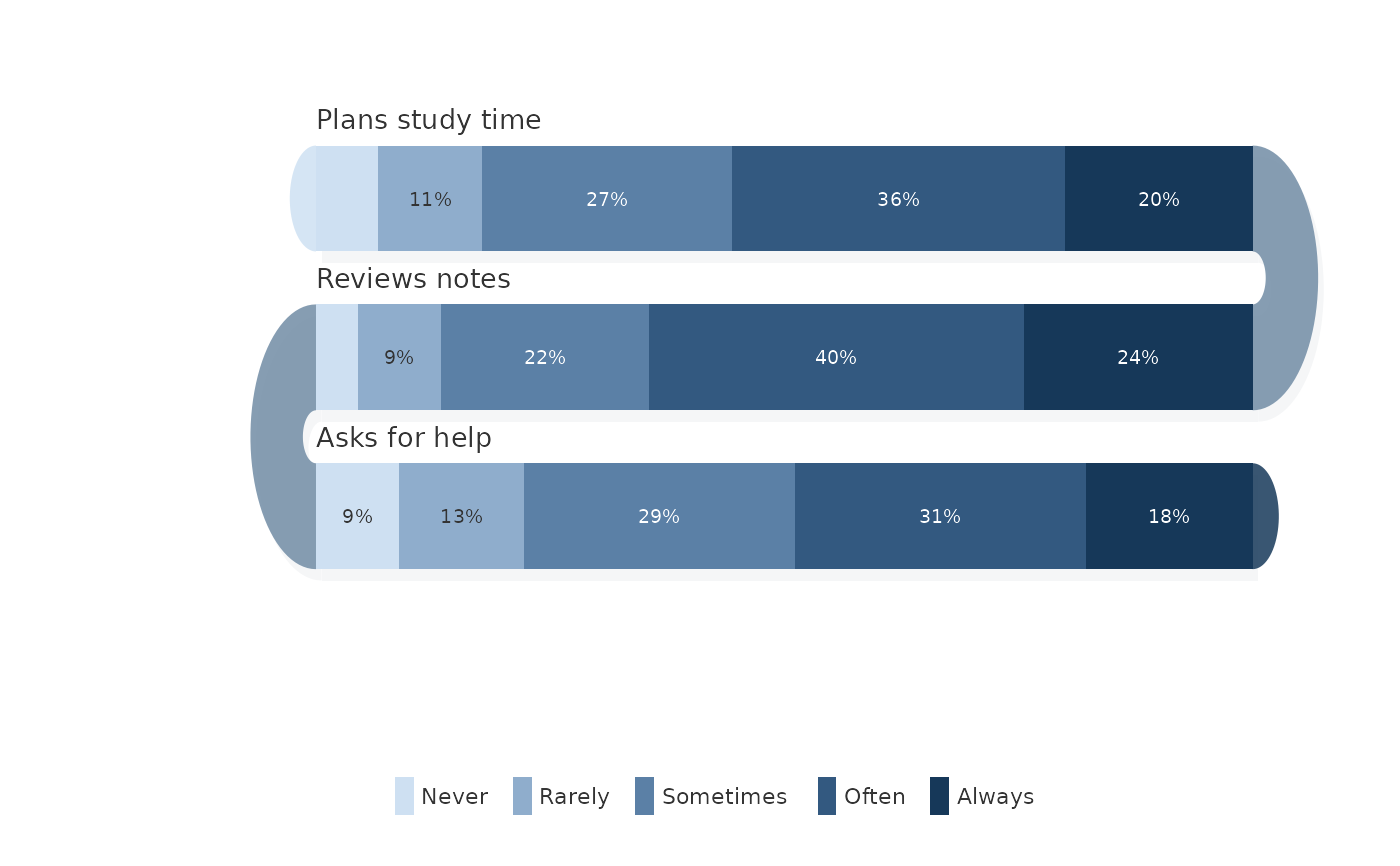 Plans study time
11% 27% 36% 20%
Reviews notes
9% 22% 40% 24%
Asks for help
9% 13% 29% 31% 18%
Never Rarely Sometimes Often Always